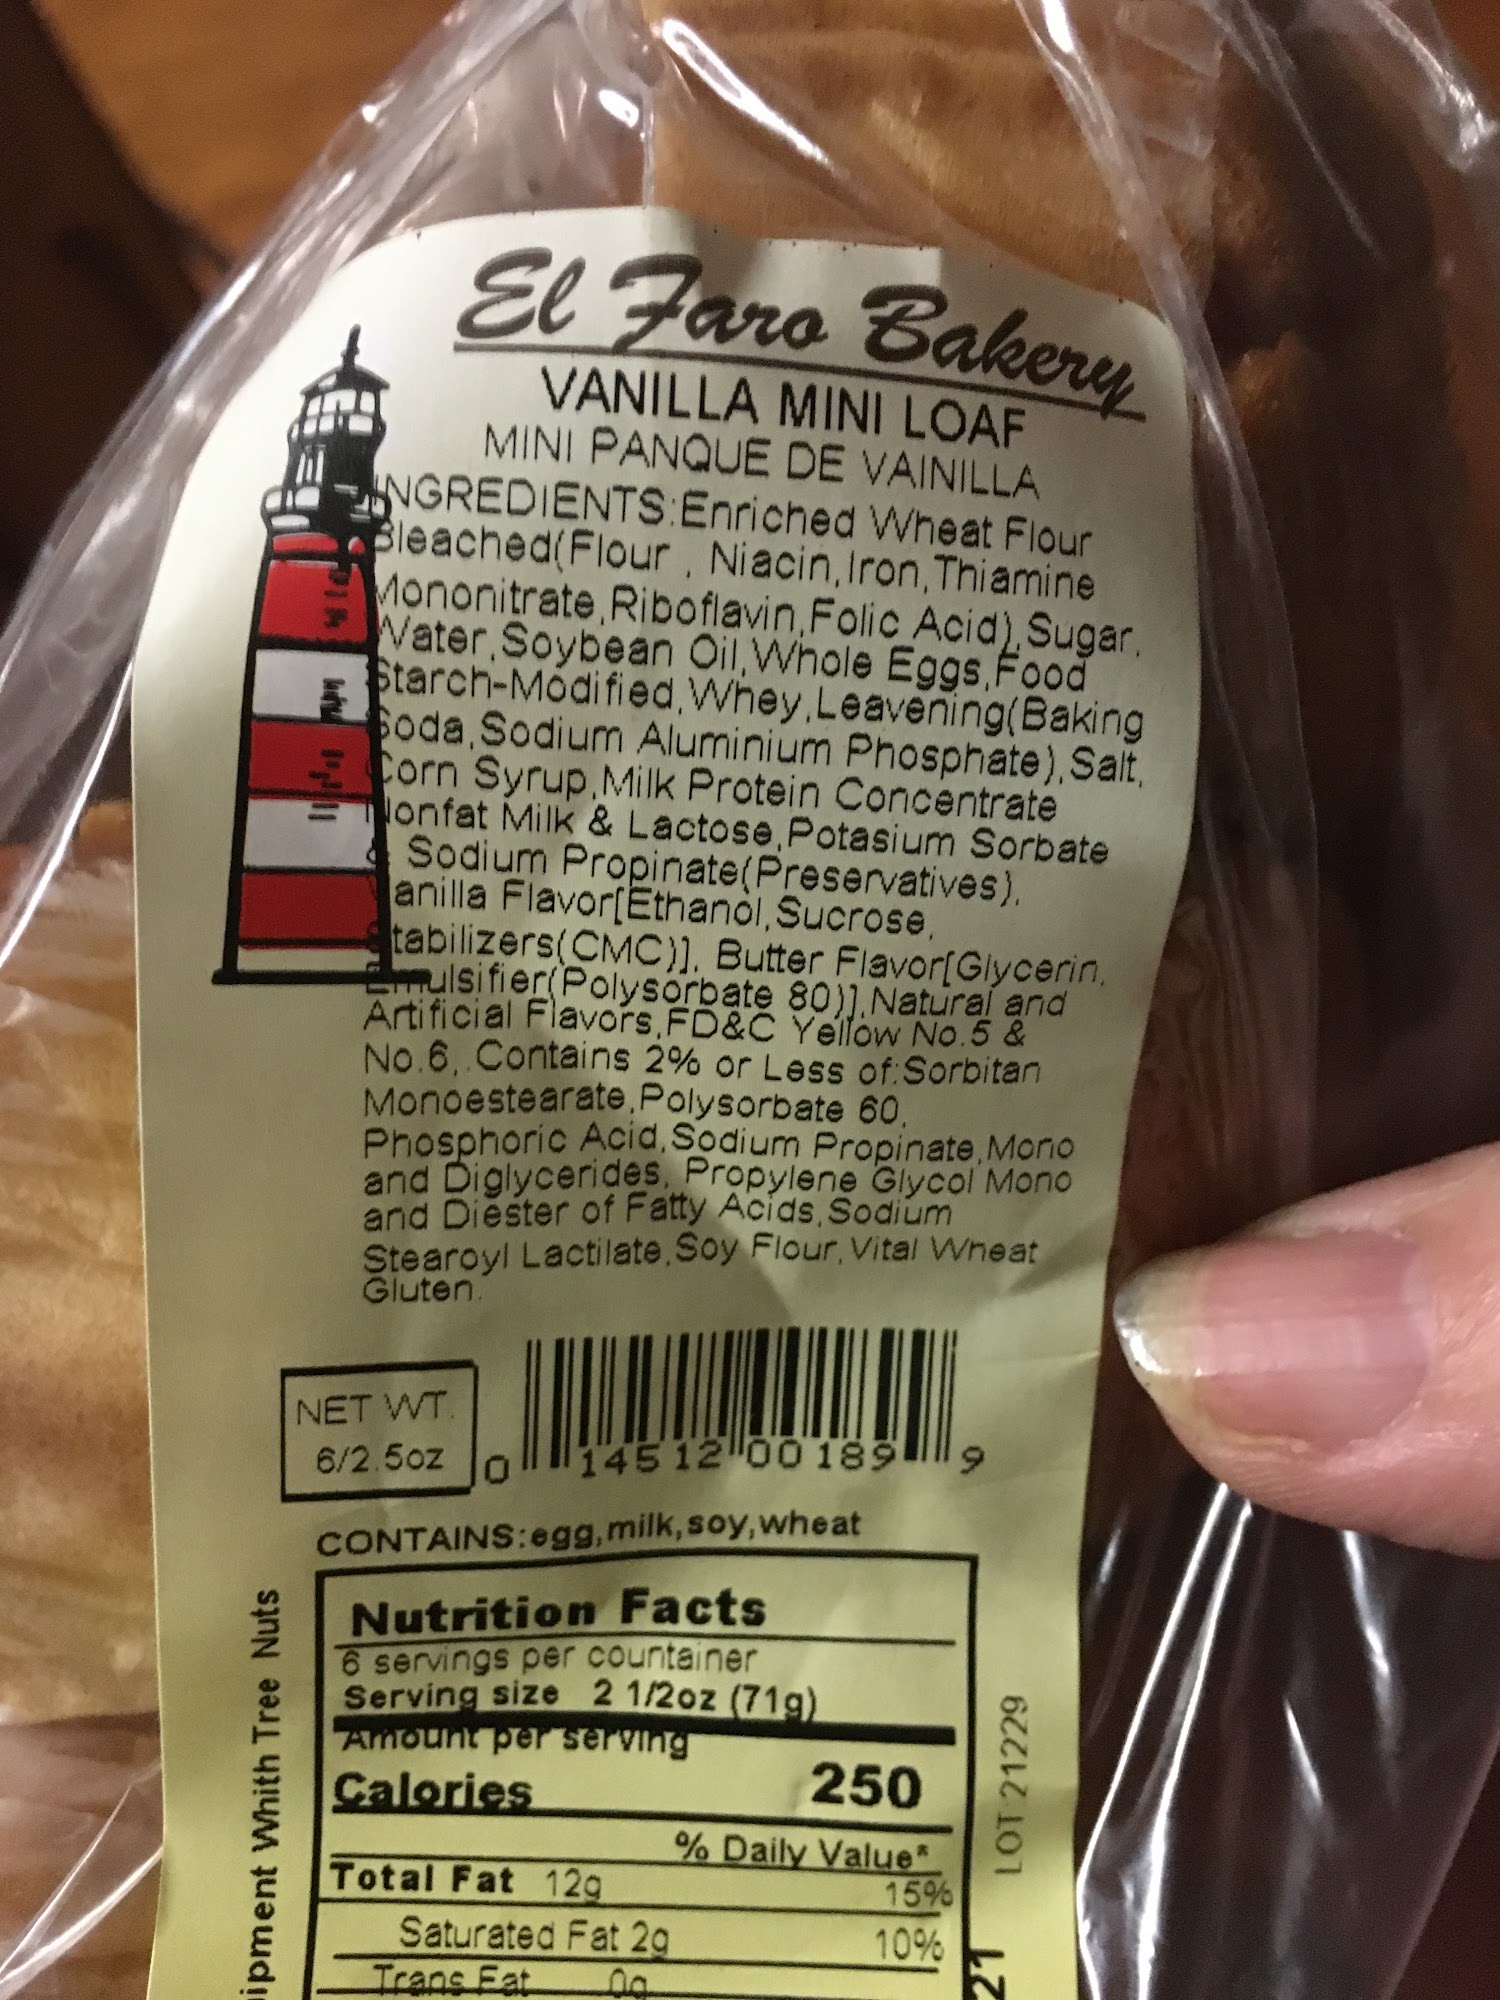 El Faro Bakery
VANILLA MINI LOAF
MINI PANQUE DE VAINILLA
INGREDIENTS:Enriched Wheat Flour
Bleached(Flour , Niacin,Iron,Thiamine
Mononitrate,Riboflavin,Folic Acid),Sugar,
Water,Soybean Oil,Whole Eggs,Food
Starch-Modified,Whey,Leavening(Baking
Soda,Sodium Aluminium Phosphate),Salt,
Corn Syrup,Milk Protein Concentrate
Nonfat Milk & Lactose,Potasium Sorbate
& Sodium Propinate(Preservatives),
Vanilla Flavor[Ethanol,Sucrose,
Stabilizers(CMC)], Butter Flavor[Glycerin,
Emulsifier(Polysorbate 80)],Natural and
Artificial Flavors,FD&C Yellow No.5 &
No.6,.Contains 2% or Less of:Sorbitan
Monoestearate,Polysorbate 60,
Phosphoric Acid,Sodium Propinate,Mono
and Diglycerides, Propylene Glycol Mono
and Diester of Fatty Acids,Sodium
Stearoyl Lactilate,Soy Flour,Vital Wheat
Gluten.
NET WT.
6/2.5oz
0 14512 00189 9
CONTAINS:egg,milk,soy,wheat
Nutrition Facts
6 servings per countainer
Serving size 2 1/2oz (71g)
Amount per serving
Calories 250
% Daily Value*
Total Fat 12g 15%
Saturated Fat 2g 10%
Trans Fat 0g
ipment Whith Tree Nuts
LOT 21229
21